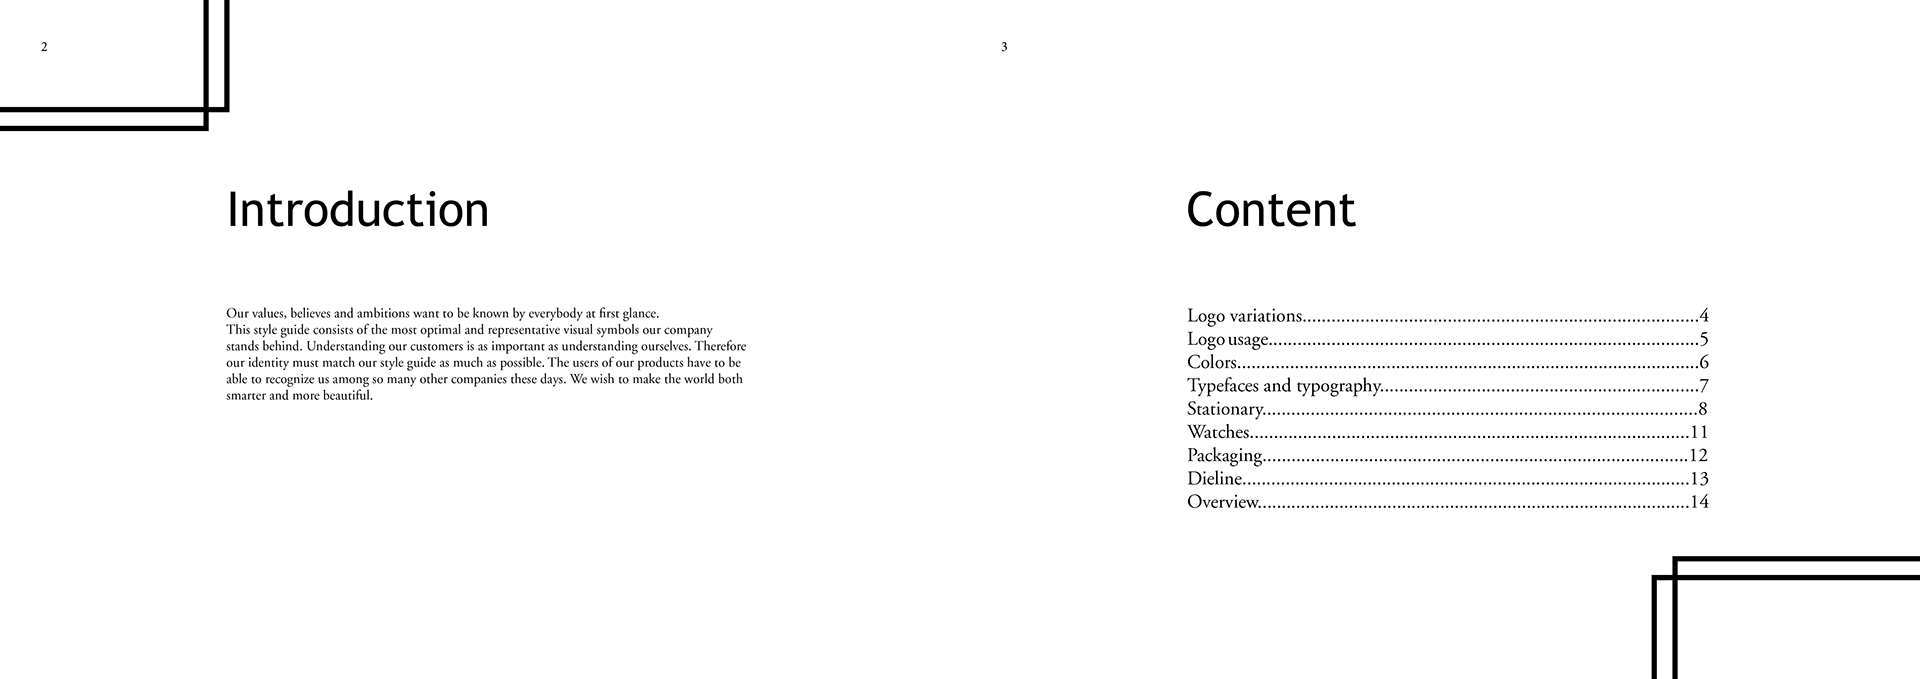 2
Introduction
Our values, believes and ambitions want to be known by everybody at first glance.
This style guide consists of the most optimal and representative visual symbols our company
stands behind. Understanding our customers is as important as understanding ourselves. Therefore
our identity must match our style guide as much as possible. The users of our products have to be
able to recognize us among so many other companies these days. We wish to make the world both
smarter and more beautiful.
3
Content
Logo variations....................................................................................4
Logo usage...........................................................................................5
Colors..................................................................................................6
Typefaces and typography...................................................................7
Stationary............................................................................................8
Watches.............................................................................................11
Packaging..........................................................................................12
Dieline...............................................................................................13
Overview...........................................................................................14